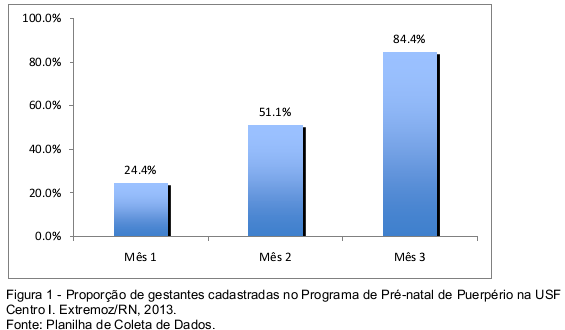 100.0%
80.0%
60.0%
40.0%
20.0%
0.0%
24.4%
51.1%
84.4%
Mês 1
Mês 2
Mês 3
Figura 1 - Proporção de gestantes cadastradas no Programa de Pré-natal de Puerpério na USF
Centro I. Extremoz/RN, 2013.
Fonte: Planilha de Coleta de Dados.